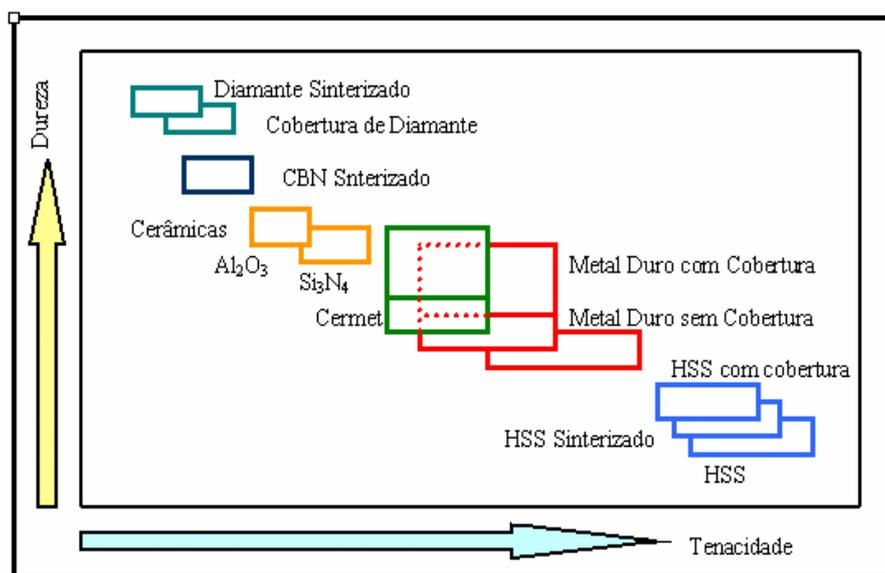 Dureza
Diamante Sinterizado
Cobertura de Diamante
CBN Snterizado
Cerâmicas
Al₂O₃
Si₃N₄
Metal Duro com Cobertura
Cermet
Metal Duro sem Cobertura
HSS com cobertura
HSS Sinterizado
HSS
Tenacidade